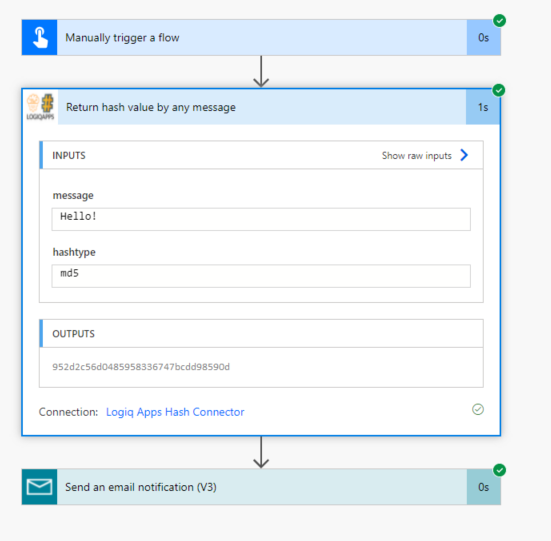 Manually trigger a flow
0s
LOGIQAPPS
Return hash value by any message
1s
INPUTS
Show raw inputs
message
Hello!
hashtype
md5
OUTPUTS
952d2c56d0485958336747bcdd98590d
Connection: Logiq Apps Hash Connector
Send an email notification (V3)
0s